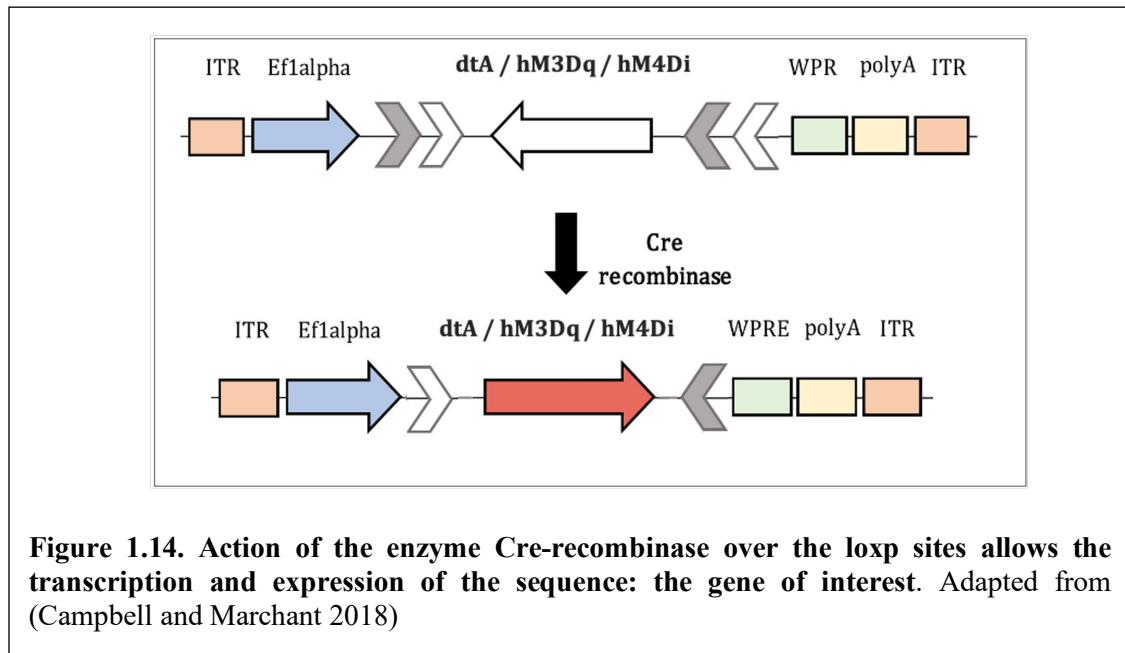 ITR Ef1alpha dtA / hM3Dq / hM4Di WPR polyA ITR
Cre
recombinase
ITR Ef1alpha dtA / hM3Dq / hM4Di WPRE polyA ITR
Figure 1.14. Action of the enzyme Cre-recombinase over the loxp sites allows the
transcription and expression of the sequence: the gene of interest. Adapted from
(Campbell and Marchant 2018)